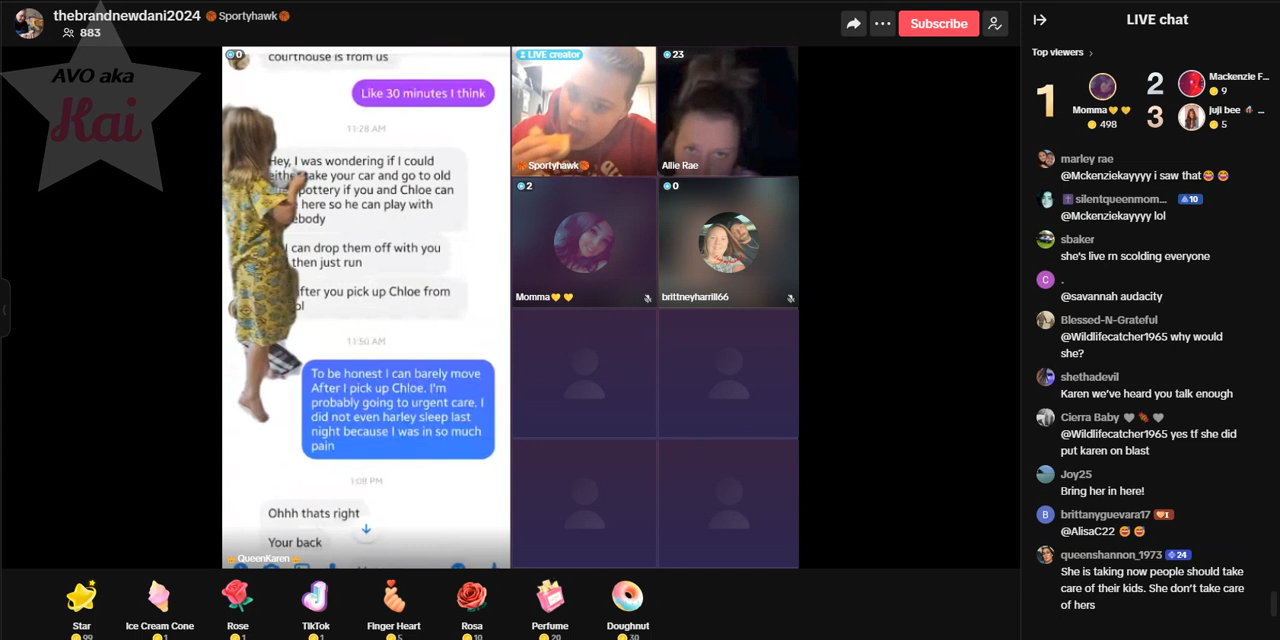 thebrandnewdani2024 🏀 Sportyhawk 🏀
883
Subscribe
AVO aka
Kai
0
courthouse is from us
Like 30 minutes I think
11:28 AM
Hey, I was wondering if I could
take your car and go to old
pottery if you and Chloe can
here so he can play with
ebody
can drop them off with you
then just run
after you pick up Chloe from
ol
11:50 AM
To be honest I can barely move
After I pick up Chloe. I'm
probably going to urgent care, I
did not even harley sleep last
night because I was in so much
pain
1:08 PM
Ohhh thats right
Your back
QueenKaren
LIVE creator
🏀 Sportyhawk 🏀
23
Allie Rae
2
Momma 💛 💛
0
brittneyharrill66
Star
99
Ice Cream Cone
1
Rose
1
TikTok
1
Finger Heart
5
Rosa
10
Perfume
20
Doughnut
30
LIVE chat
Top viewers >
1
Momma 💛 💛
498
2
Mackenzie F...
9
3
juji bee ...
5
marley rae
@Mckenziekayyyy i saw that
silentqueenmom... 10
@Mckenziekayyyy lol
sbaker
she's live rn scolding everyone
C
.
@savannah audacity
Blessed-N-Grateful
@Wildlifecatcher1965 why would
she?
shethadevil
Karen we've heard you talk enough
Cierra Baby
@Wildlifecatcher1965 yes tf she did
put karen on blast
Joy25
Bring her in here!
B
brittanyguevara17 I
@AlisaC22
queenshannon_1973 24
She is taking now people should take
care of their kids. She don't take care
of hers